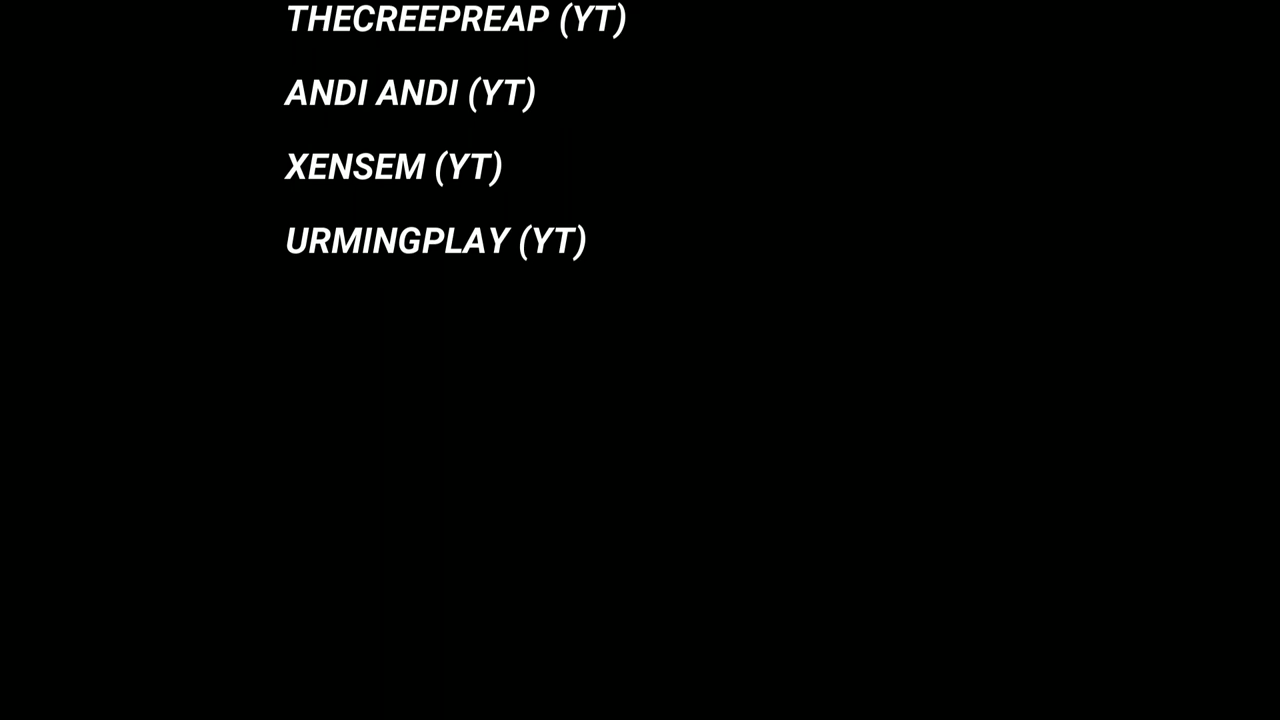 THECREEPREAP (YT)
ANDI ANDI (YT)
XENSEM (YT)
URMINGPLAY (YT)